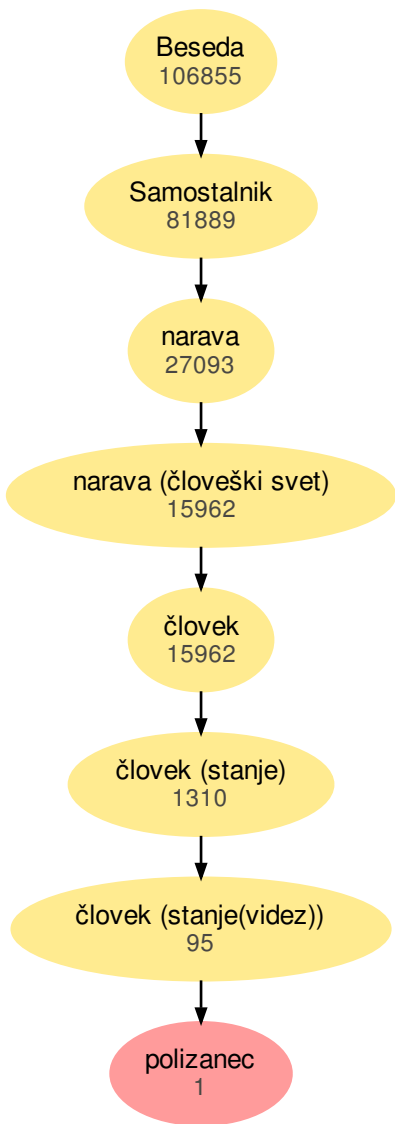 Beseda
106855
Samostalnik
81889
narava
27093
narava (človeški svet)
15962
človek
15962
človek (stanje)
1310
človek (stanje(videz))
95
polizanec
1